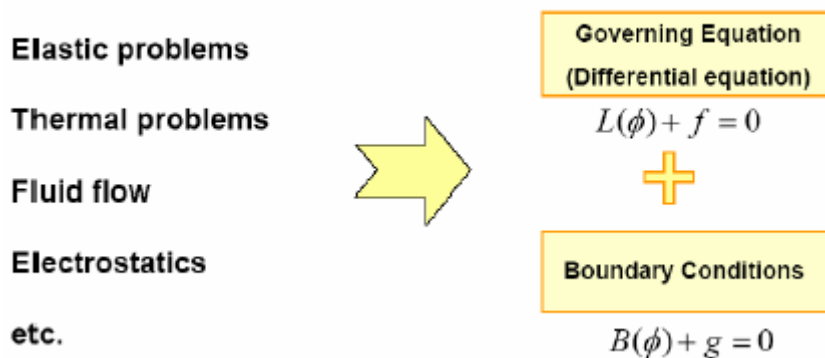 Elastic problems
Thermal problems
Fluid flow
Electrostatics
etc.
Governing Equation
(Differential equation)
L(ϕ) + f = 0
Boundary Conditions
B(ϕ) + g = 0